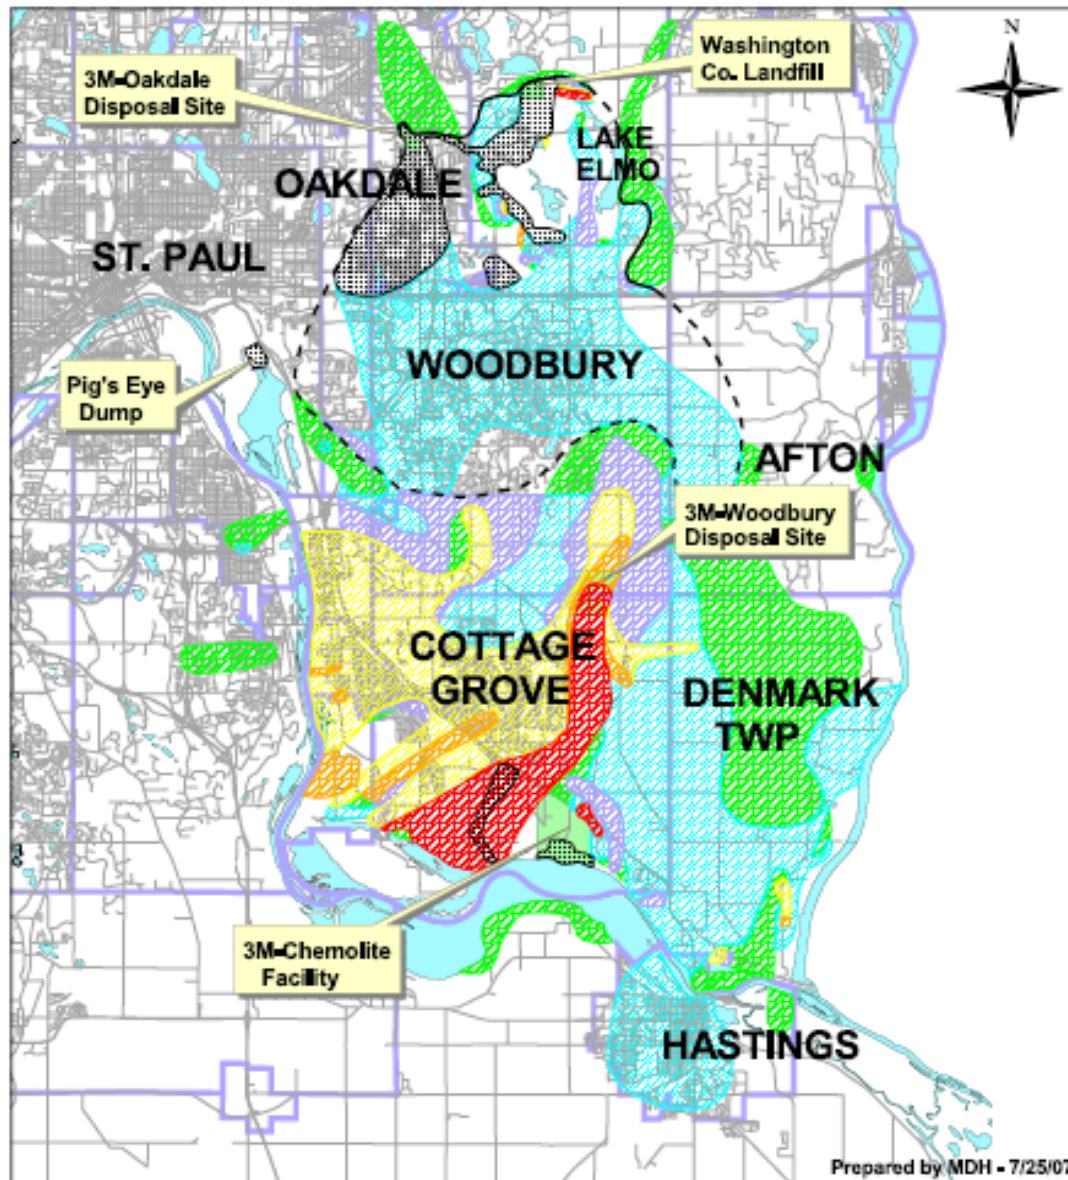 N
Washington
Co. Landfill
3M-Oakdale
Disposal Site
LAKE
ELMO
OAKDALE
ST. PAUL
WOODBURY
Pig's Eye
Dump
AFTON
3M-Woodbury
Disposal Site
COTTAGE
GROVE
DENMARK
TWP
3M-Chemolite
Facility
HASTINGS
Prepared by MDH - 7/25/07